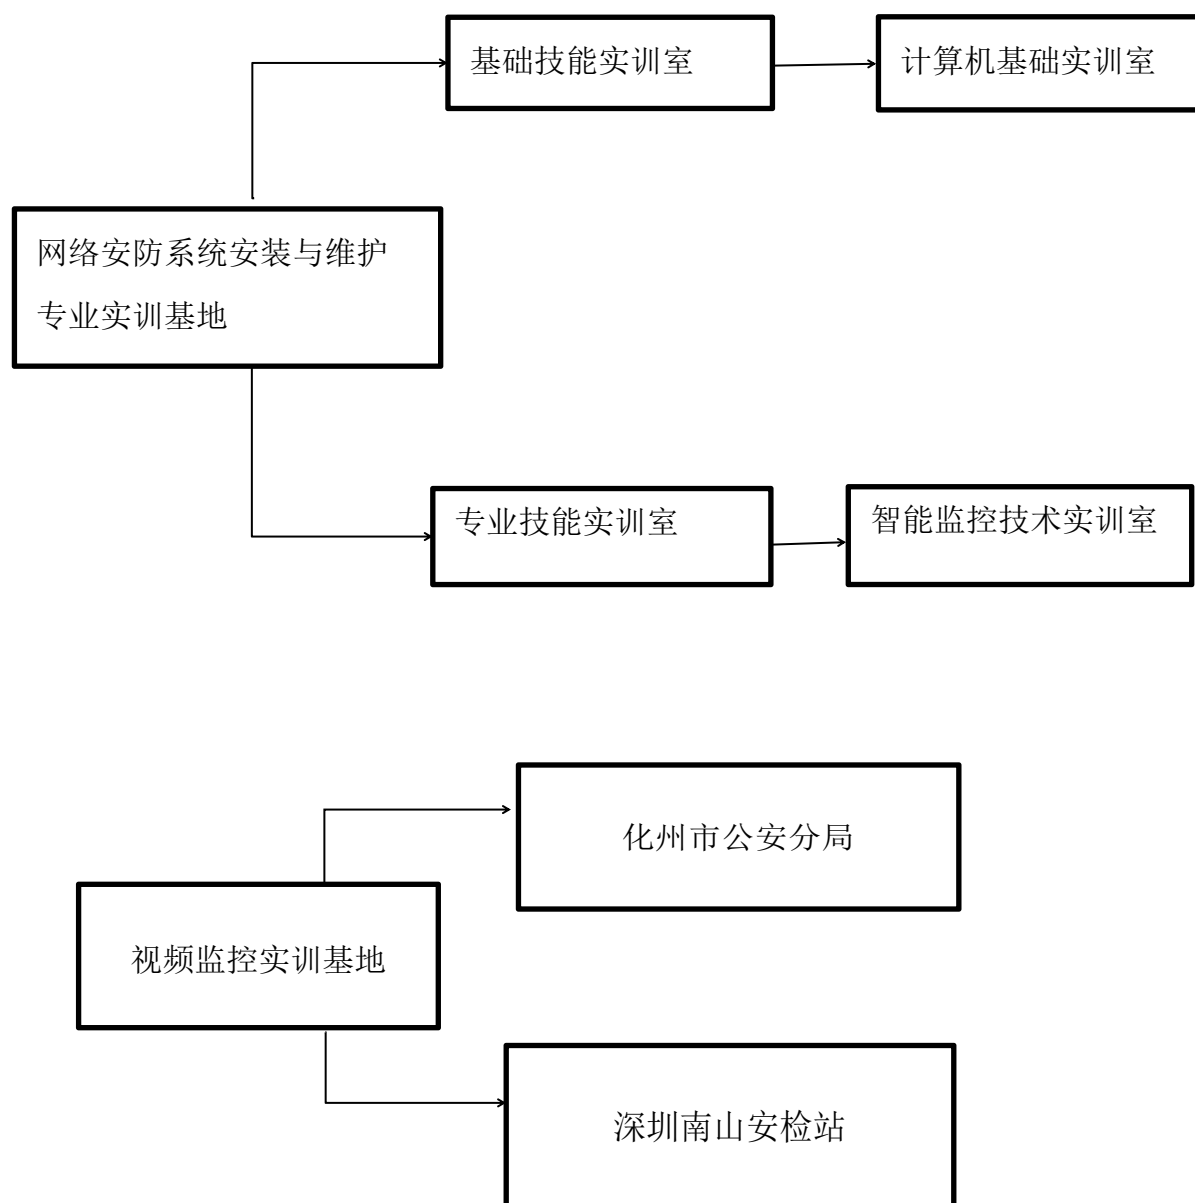 基础技能实训室
计算机基础实训室
网络安防系统安装与维护
专业实训基地
专业技能实训室
智能监控技术实训室
化州市公安分局
视频监控实训基地
深圳南山安检站